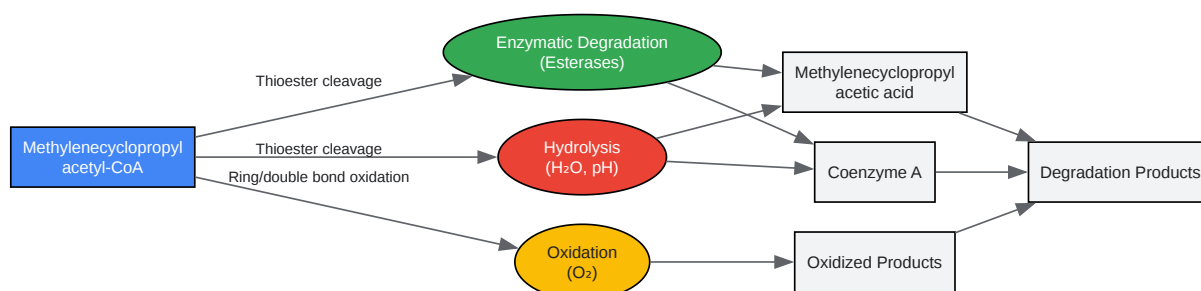 Enzymatic Degradation
(Esterases)
Thioester cleavage
Methylenecyclopropyl
acetic acid
Methylenecyclopropyl
acetyl-CoA
Thioester cleavage
Hydrolysis
(H₂O, pH)
Coenzyme A
Degradation Products
Ring/double bond oxidation
Oxidation
(O₂)
Oxidized Products